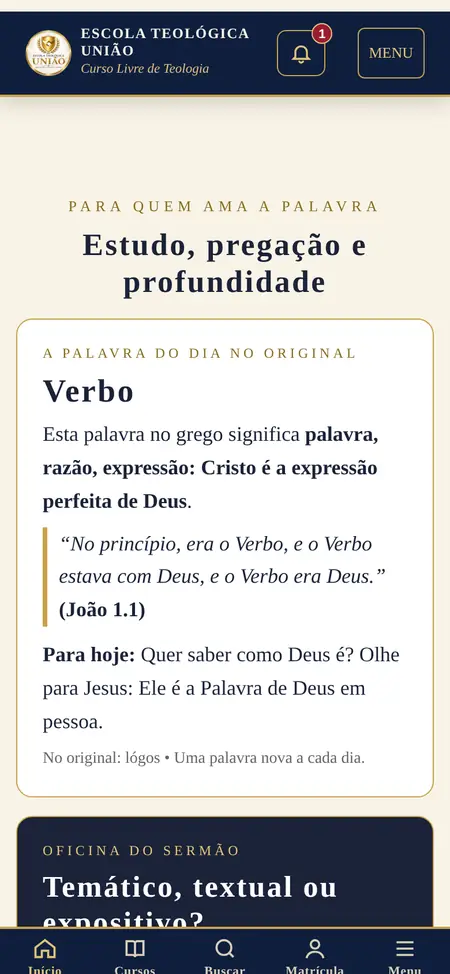 ESCOLA TEOLÓGICA
UNIÃO
Curso Livre de Teologia
UNIÃO
1
MENU
PARA QUEM AMA A PALAVRA
Estudo, pregação e
profundidade
A PALAVRA DO DIA NO ORIGINAL
Verbo
Esta palavra no grego significa palavra,
razão, expressão: Cristo é a expressão
perfeita de Deus.
“No princípio, era o Verbo, e o Verbo
estava com Deus, e o Verbo era Deus.”
(João 1.1)
Para hoje: Quer saber como Deus é? Olhe
para Jesus: Ele é a Palavra de Deus em
pessoa.
No original: lógos • Uma palavra nova a cada dia.
OFICINA DO SERMÃO
Temático, textual ou
expositivo?
Início Cursos Buscar Matrícula Menu